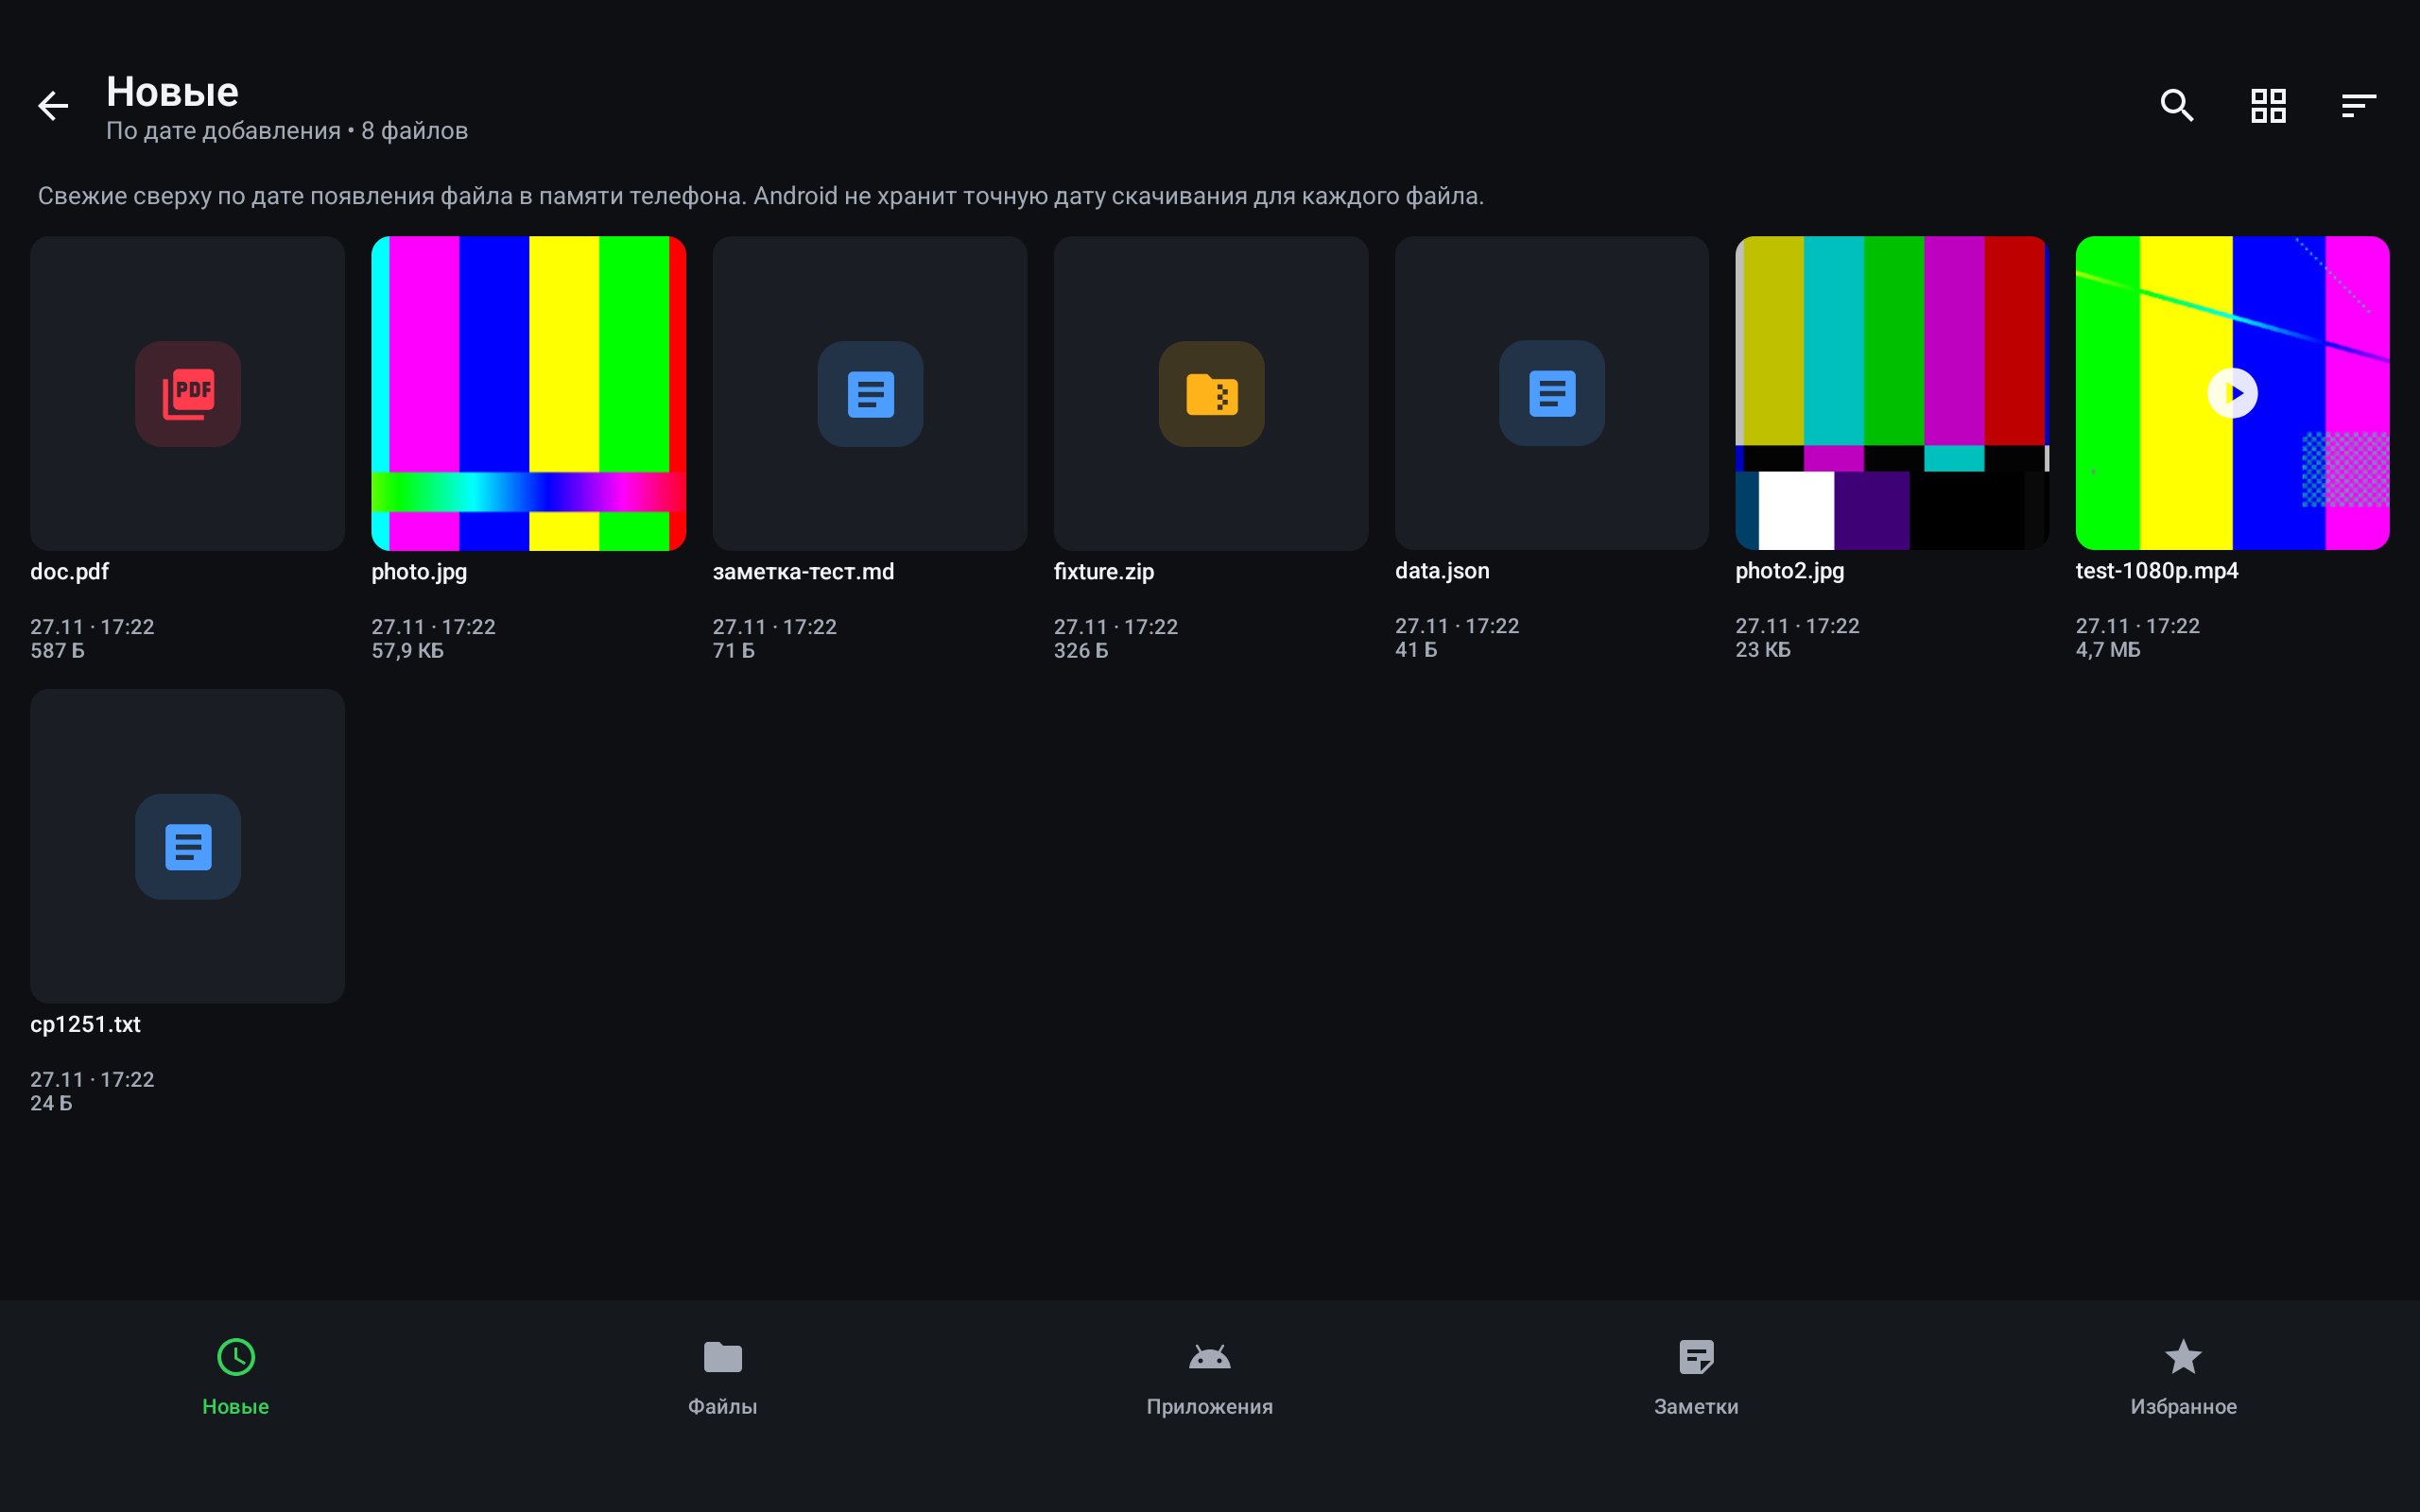 Новые
По дате добавления • 8 файлов
Свежие сверху по дате появления файла в памяти телефона. Android не хранит точную дату скачивания для каждого файла.
PDF
doc.pdf
27.11 · 17:22
587 Б
photo.jpg
27.11 · 17:22
57,9 КБ
заметка-тест.md
27.11 · 17:22
71 Б
fixture.zip
27.11 · 17:22
326 Б
data.json
27.11 · 17:22
41 Б
photo2.jpg
27.11 · 17:22
23 КБ
test-1080p.mp4
27.11 · 17:22
4,7 МБ
cp1251.txt
27.11 · 17:22
24 Б
Новые
Файлы
Приложения
Заметки
Избранное